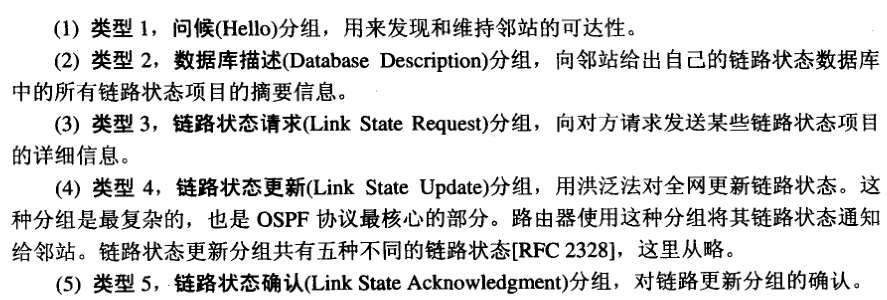 (1) 类型 1，问候(Hello)分组，用来发现和维持邻站的可达性。
(2) 类型 2，数据库描述(Database Description)分组，向邻站给出自己的链路状态数据库
中的所有链路状态项目的摘要信息。
(3) 类型 3，链路状态请求(Link State Request)分组，向对方请求发送某些链路状态项目
的详细信息。
(4) 类型 4，链路状态更新(Link State Update)分组，用洪泛法对全网更新链路状态。这
种分组是最复杂的，也是 OSPF 协议最核心的部分。路由器使用这种分组将其链路状态通知
给邻站。链路状态更新分组共有五种不同的链路状态[RFC 2328]，这里从略。
(5) 类型 5，链路状态确认(Link State Acknowledgment)分组，对链路更新分组的确认。